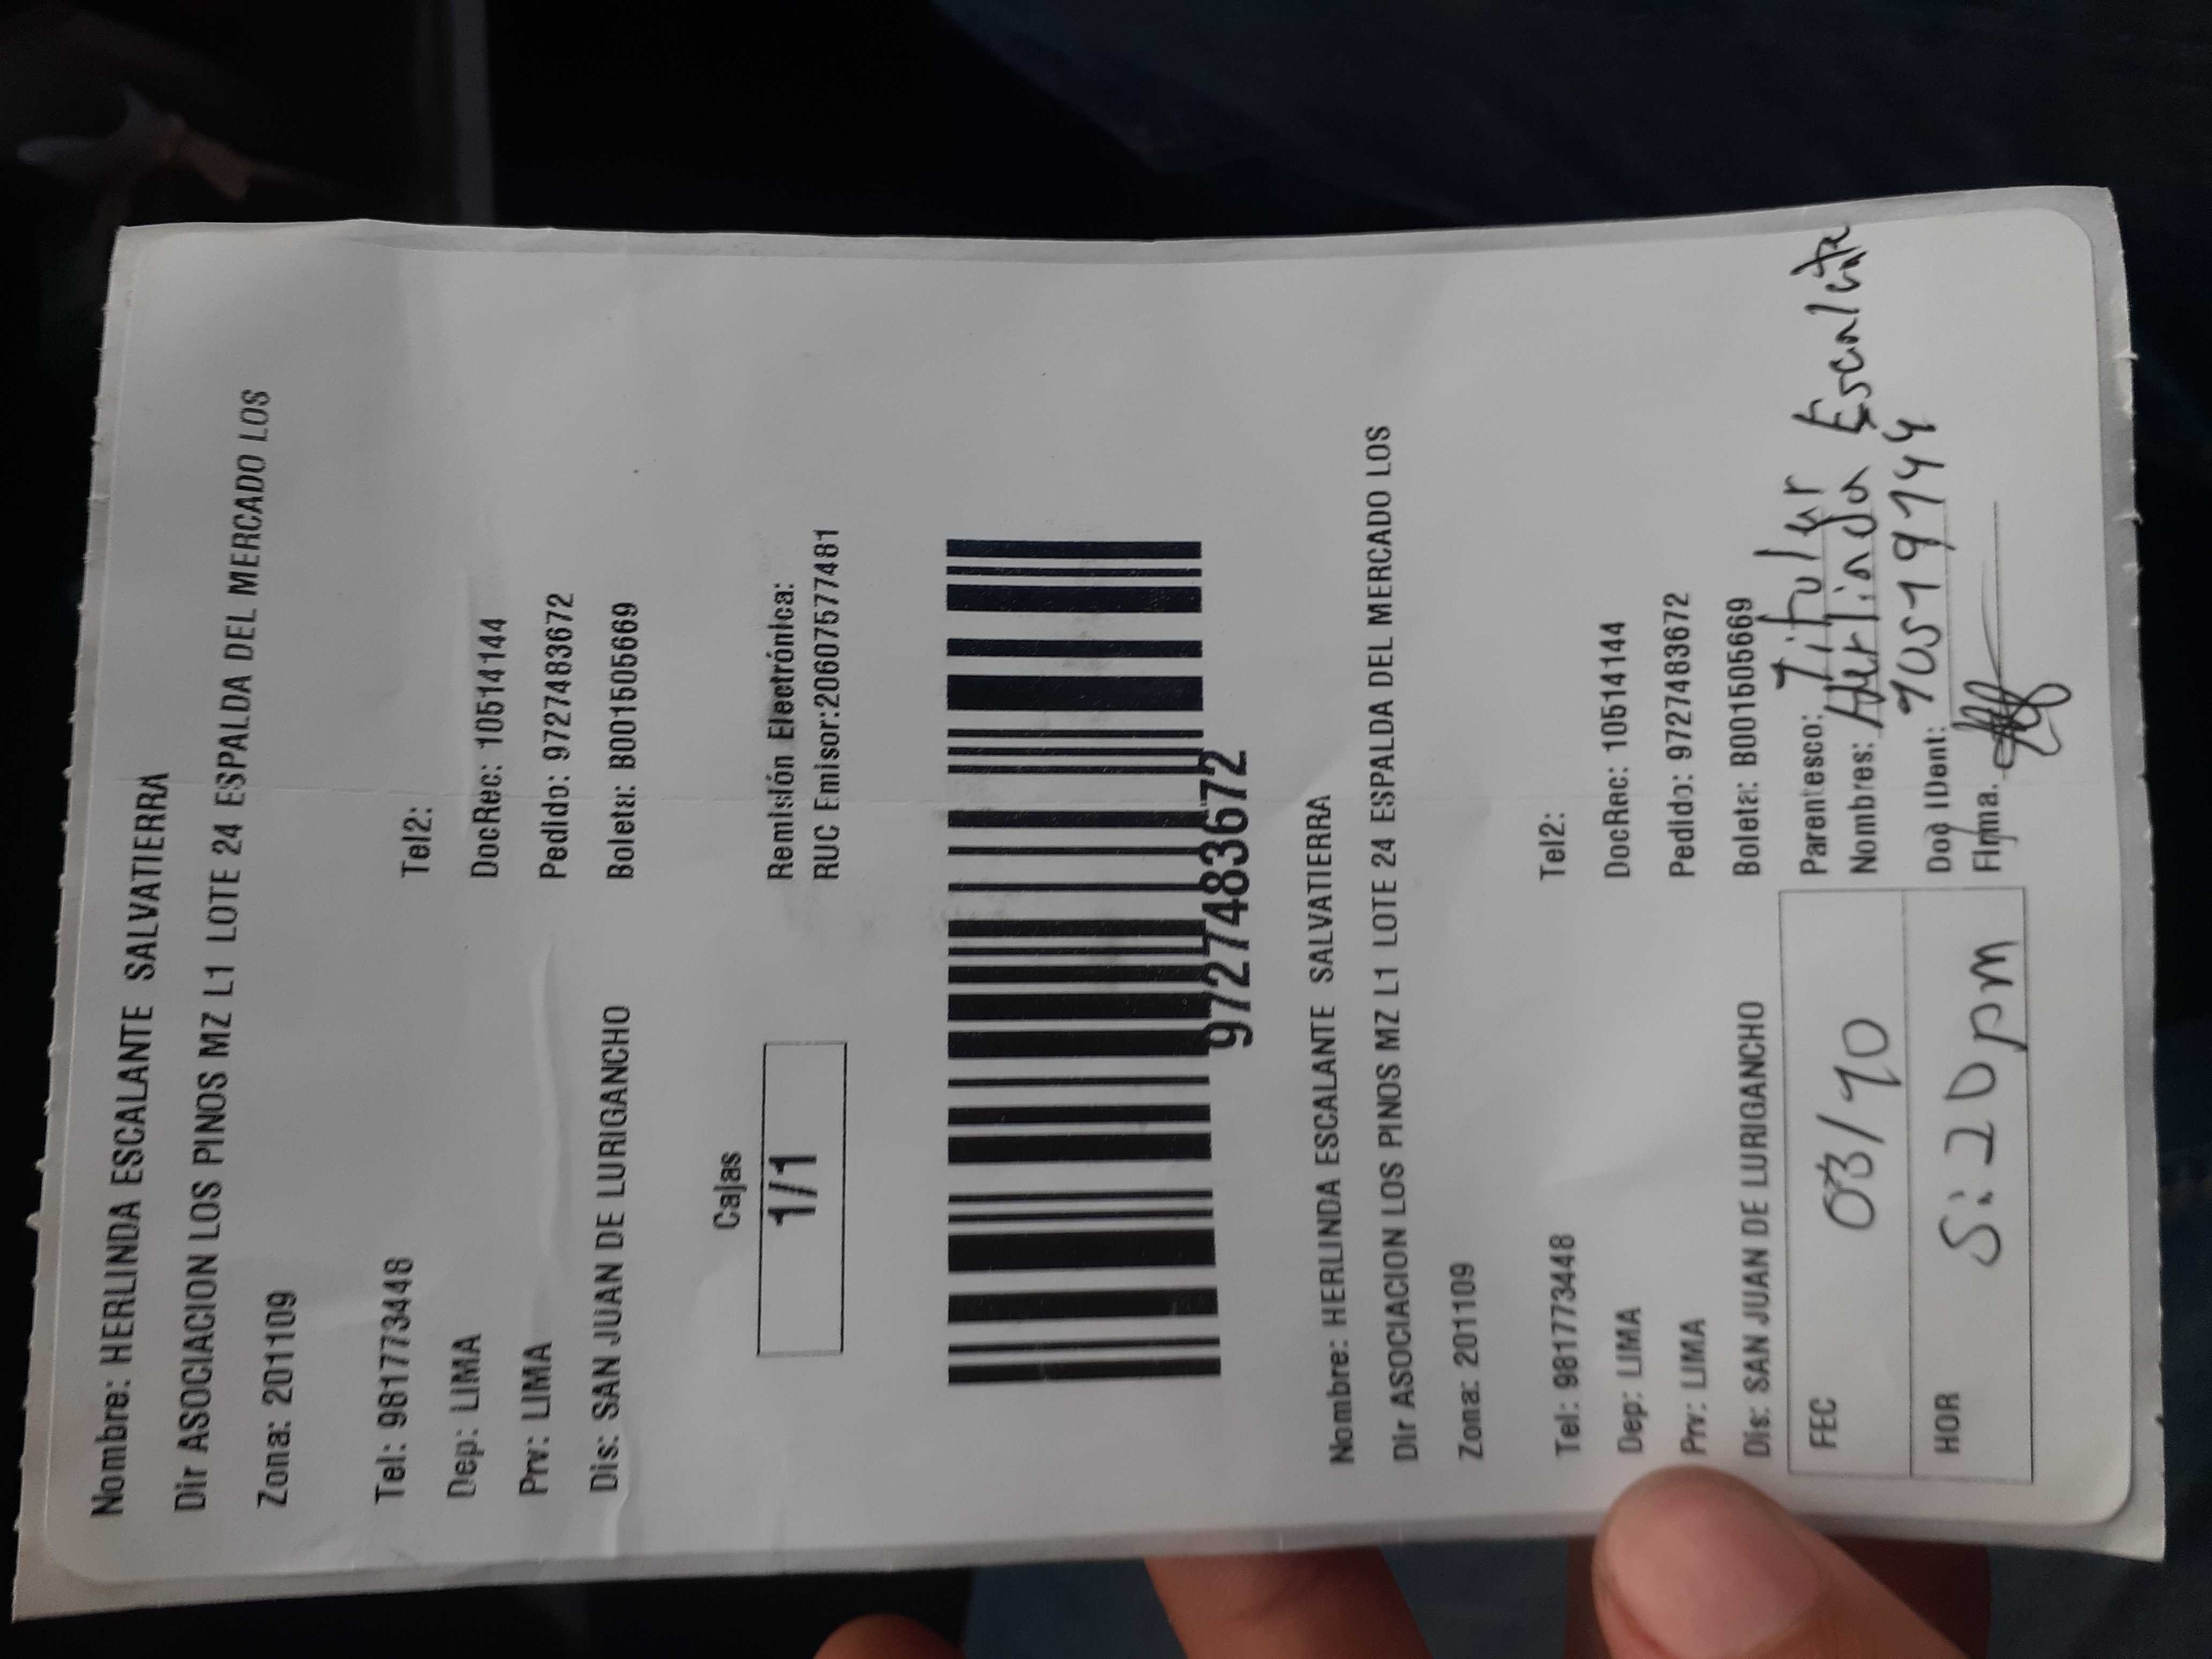 Nombre: HERLINDA ESCALANTE SALVATIERRA
Dir ASOCIACION LOS PINOS MZ L1 LOTE 24 ESPALDA DEL MERCADO LOS
Zona: 201109
Tel: 981773448 Tel2:
Dep: LIMA DocRec: 10514144
Prv: LIMA Pedido: 9727483672
Dis: SAN JUAN DE LURIGANCHO Boleta: B001505669
Cajas Remisión Electrónica:
1/1 RUC Emisor:20607577481
9727483672
Nombre: HERLINDA ESCALANTE SALVATIERRA
Dir ASOCIACION LOS PINOS MZ L1 LOTE 24 ESPALDA DEL MERCADO LOS
Zona: 201109
Tel: 981773448 Tel2:
Dep: LIMA DocRec: 10514144
Prv: LIMA Pedido: 9727483672
Dis: SAN JUAN DE LURIGANCHO Boleta: B001505669
FEC 03/10 Parentesco: Titular
Nombres: Herlinda Escalante
HOR 5:20pm Doc IDent:
Firma.